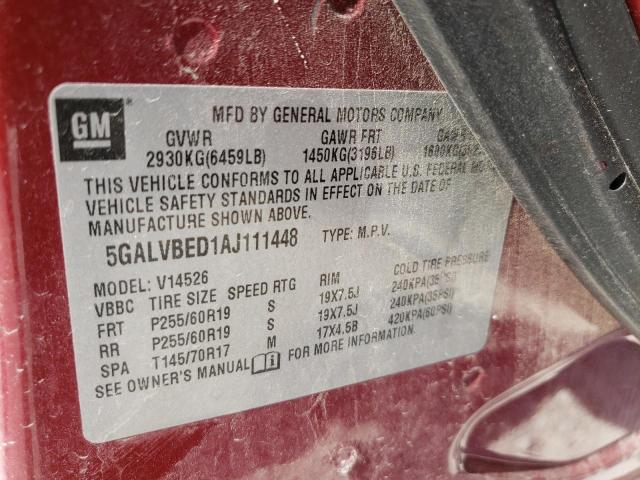 GM
MFD BY GENERAL MOTORS COMPANY
GVWR GAWR FRT
2930KG(6459LB) 1450KG(3196LB)
THIS VEHICLE CONFORMS TO ALL APPLICABLE U.S. FEDERAL
VEHICLE SAFETY STANDARDS IN EFFECT ON THE DATE OF
MANUFACTURE SHOWN ABOVE.
5GALVBED1AJ111448 TYPE: M.P.V.
MODEL: V14526
VBBC TIRE SIZE SPEED RTG RIM COLD TIRE PRESSURE
FRT P255/60R19 S 19X7.5J 240KPA(35PSI)
RR P255/60R19 S 19X7.5J 240KPA(35PSI)
SPA T145/70R17 M 17X4.5B 420KPA(60PSI)
SEE OWNER'S MANUAL FOR MORE INFORMATION.